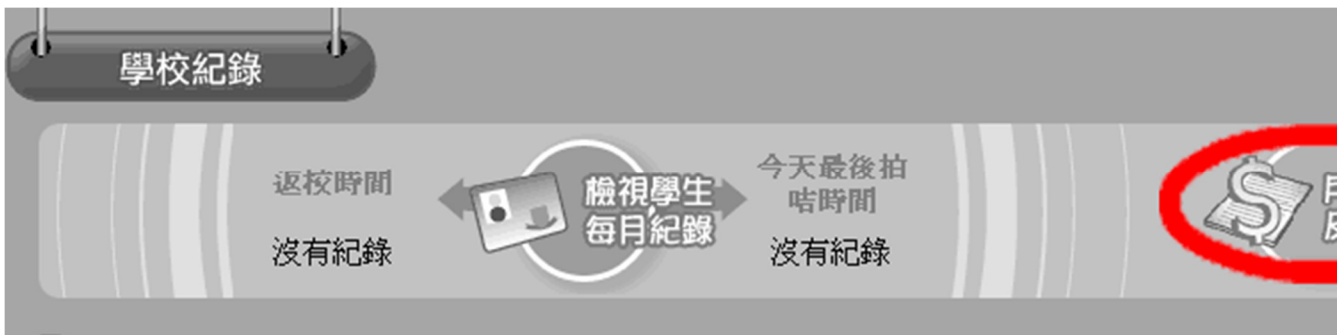 學校紀錄
返校時間
沒有紀錄
檢視學生
每月紀錄
今天最後拍
咭時間
沒有紀錄